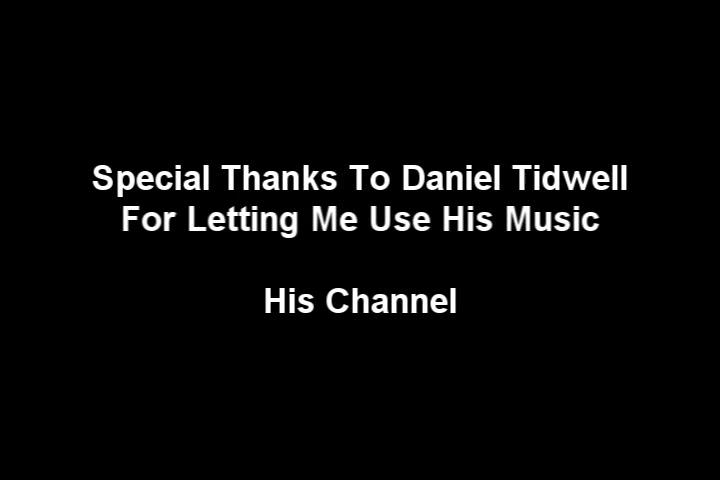 Special Thanks To Daniel Tidwell
For Letting Me Use His Music
His Channel